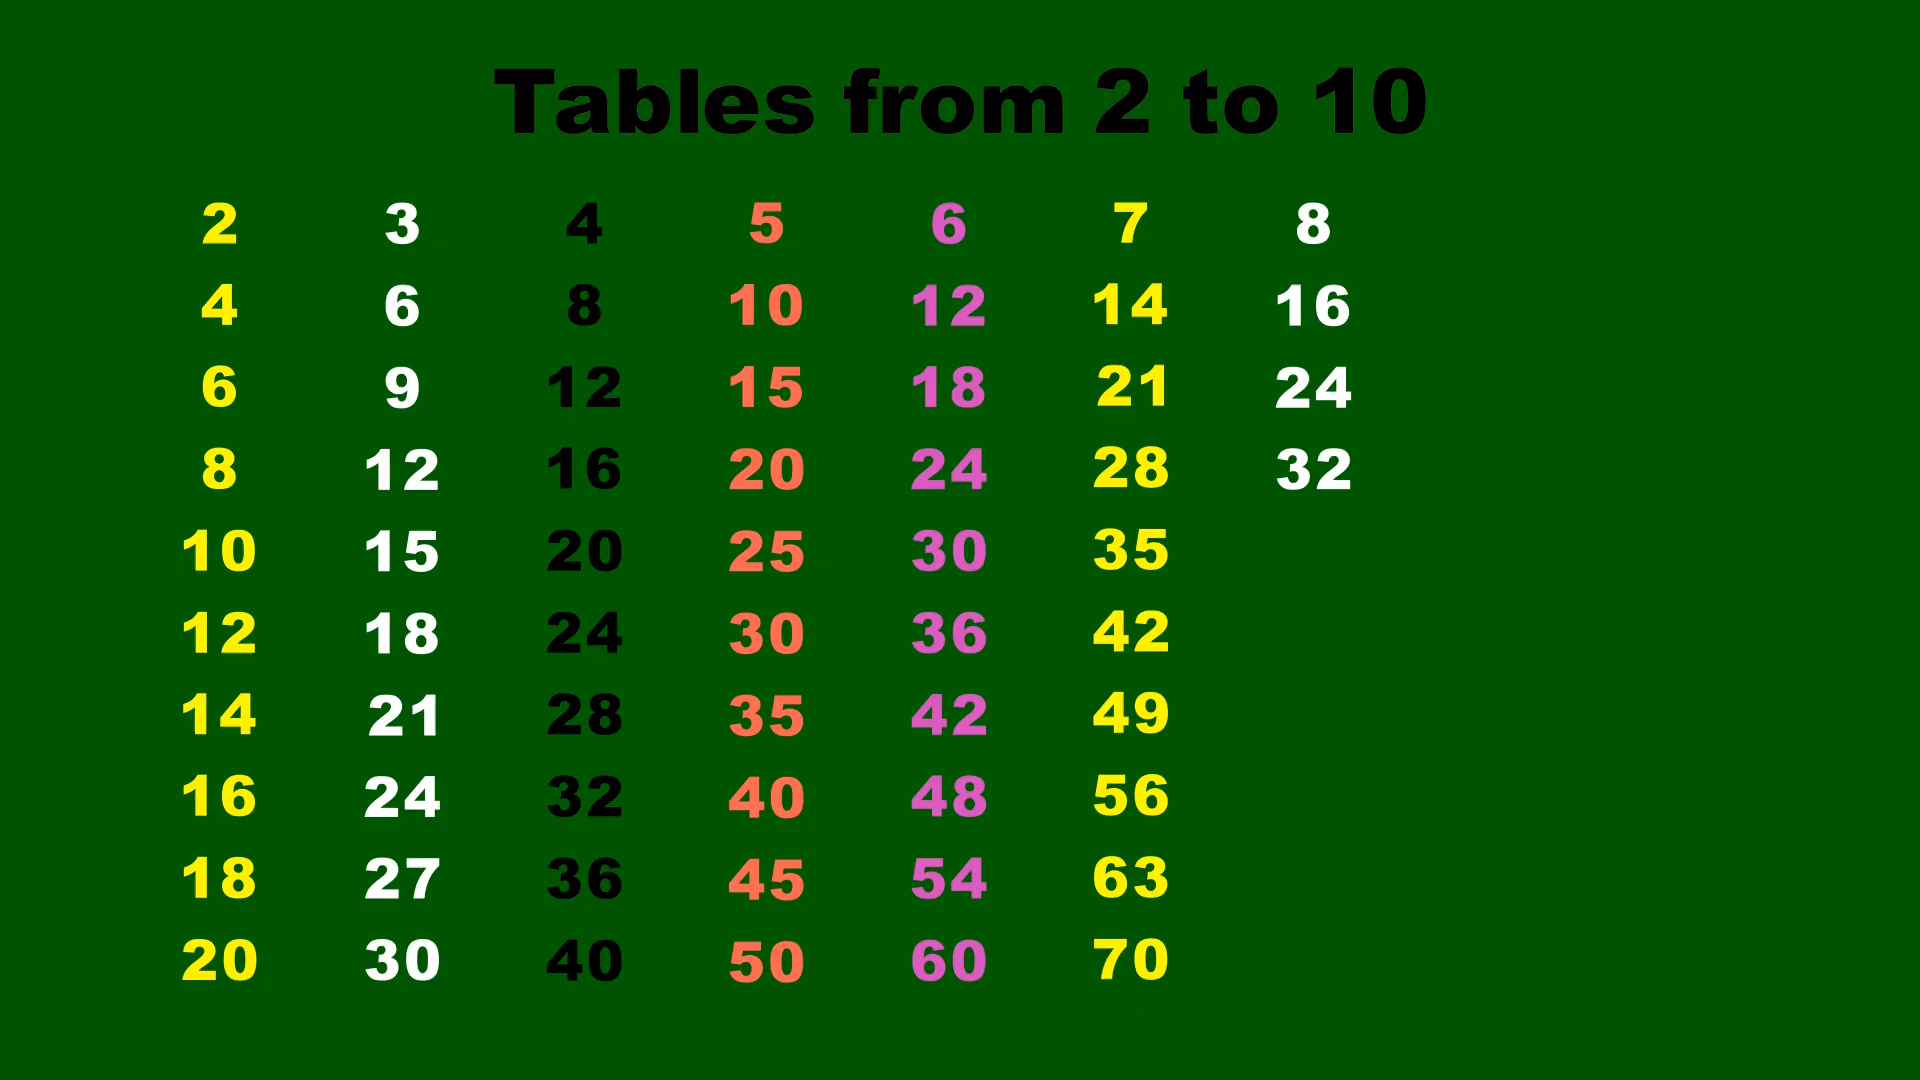 Tables from 2 to 10
2 3 4 5 6 7 8
4 6 8 10 12 14 16
6 9 12 15 18 21 24
8 12 16 20 24 28 32
10 15 20 25 30 35
12 18 24 30 36 42
14 21 28 35 42 49
16 24 32 40 48 56
18 27 36 45 54 63
20 30 40 50 60 70